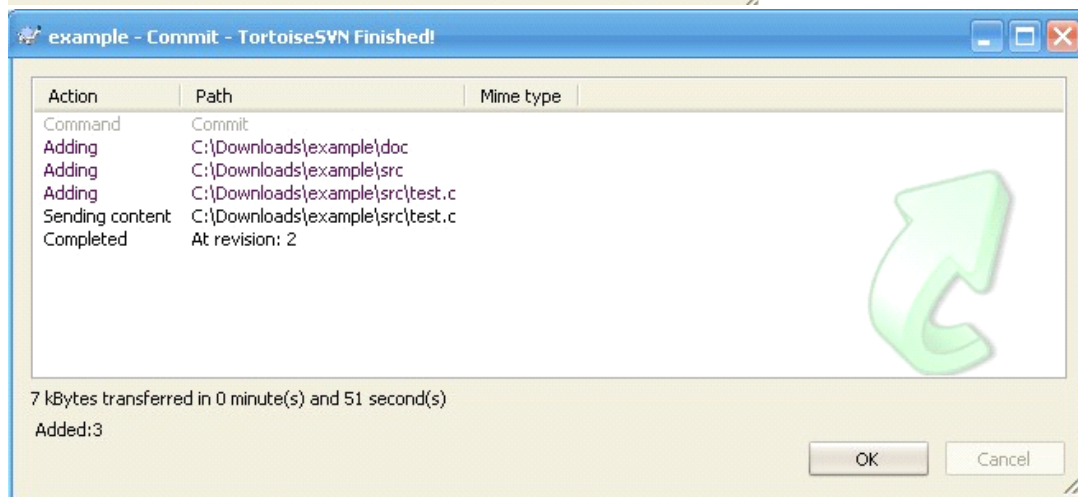 example - Commit - TortoiseSVN Finished!
Action Path Mime type
Command Commit
Adding C:\Downloads\example\doc
Adding C:\Downloads\example\src
Adding C:\Downloads\example\src\test.c
Sending content C:\Downloads\example\src\test.c
Completed At revision: 2
7 kBytes transferred in 0 minute(s) and 51 second(s)
Added:3
OK Cancel